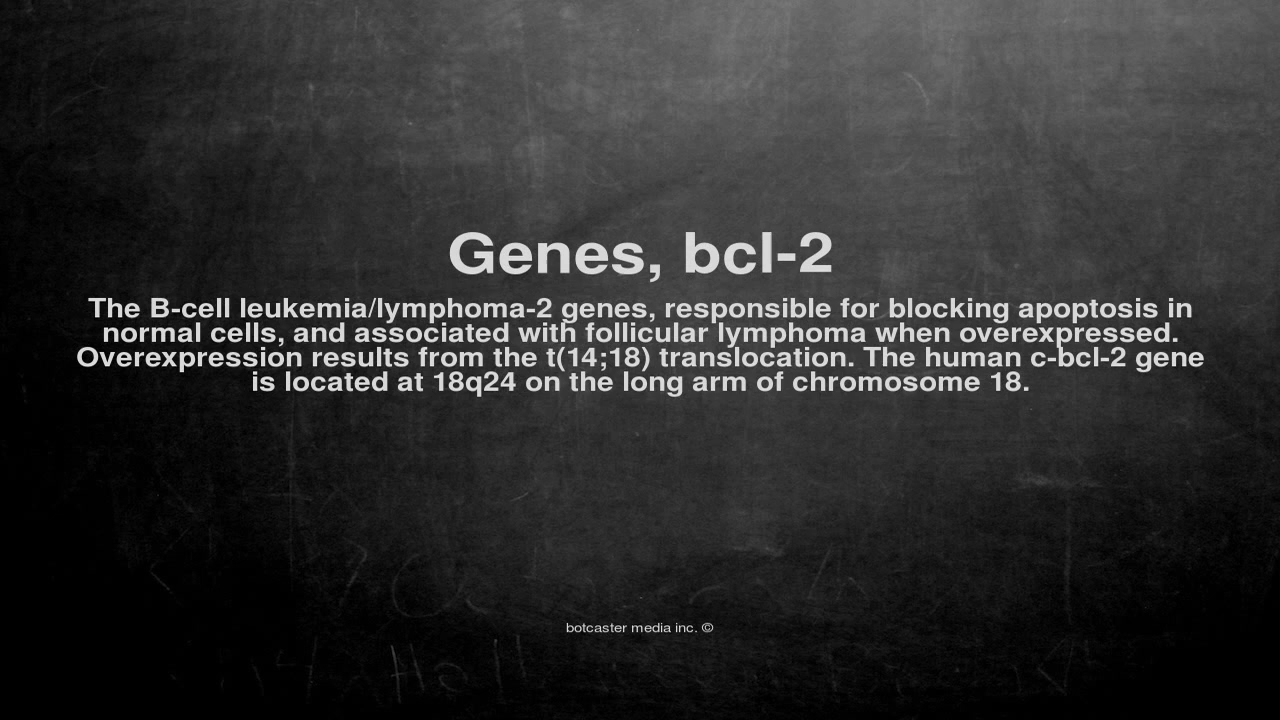 Genes, bcl-2
The B-cell leukemia/lymphoma-2 genes, responsible for blocking apoptosis in
normal cells, and associated with follicular lymphoma when overexpressed.
Overexpression results from the t(14;18) translocation. The human c-bcl-2 gene
is located at 18q24 on the long arm of chromosome 18.
botcaster media inc. ©